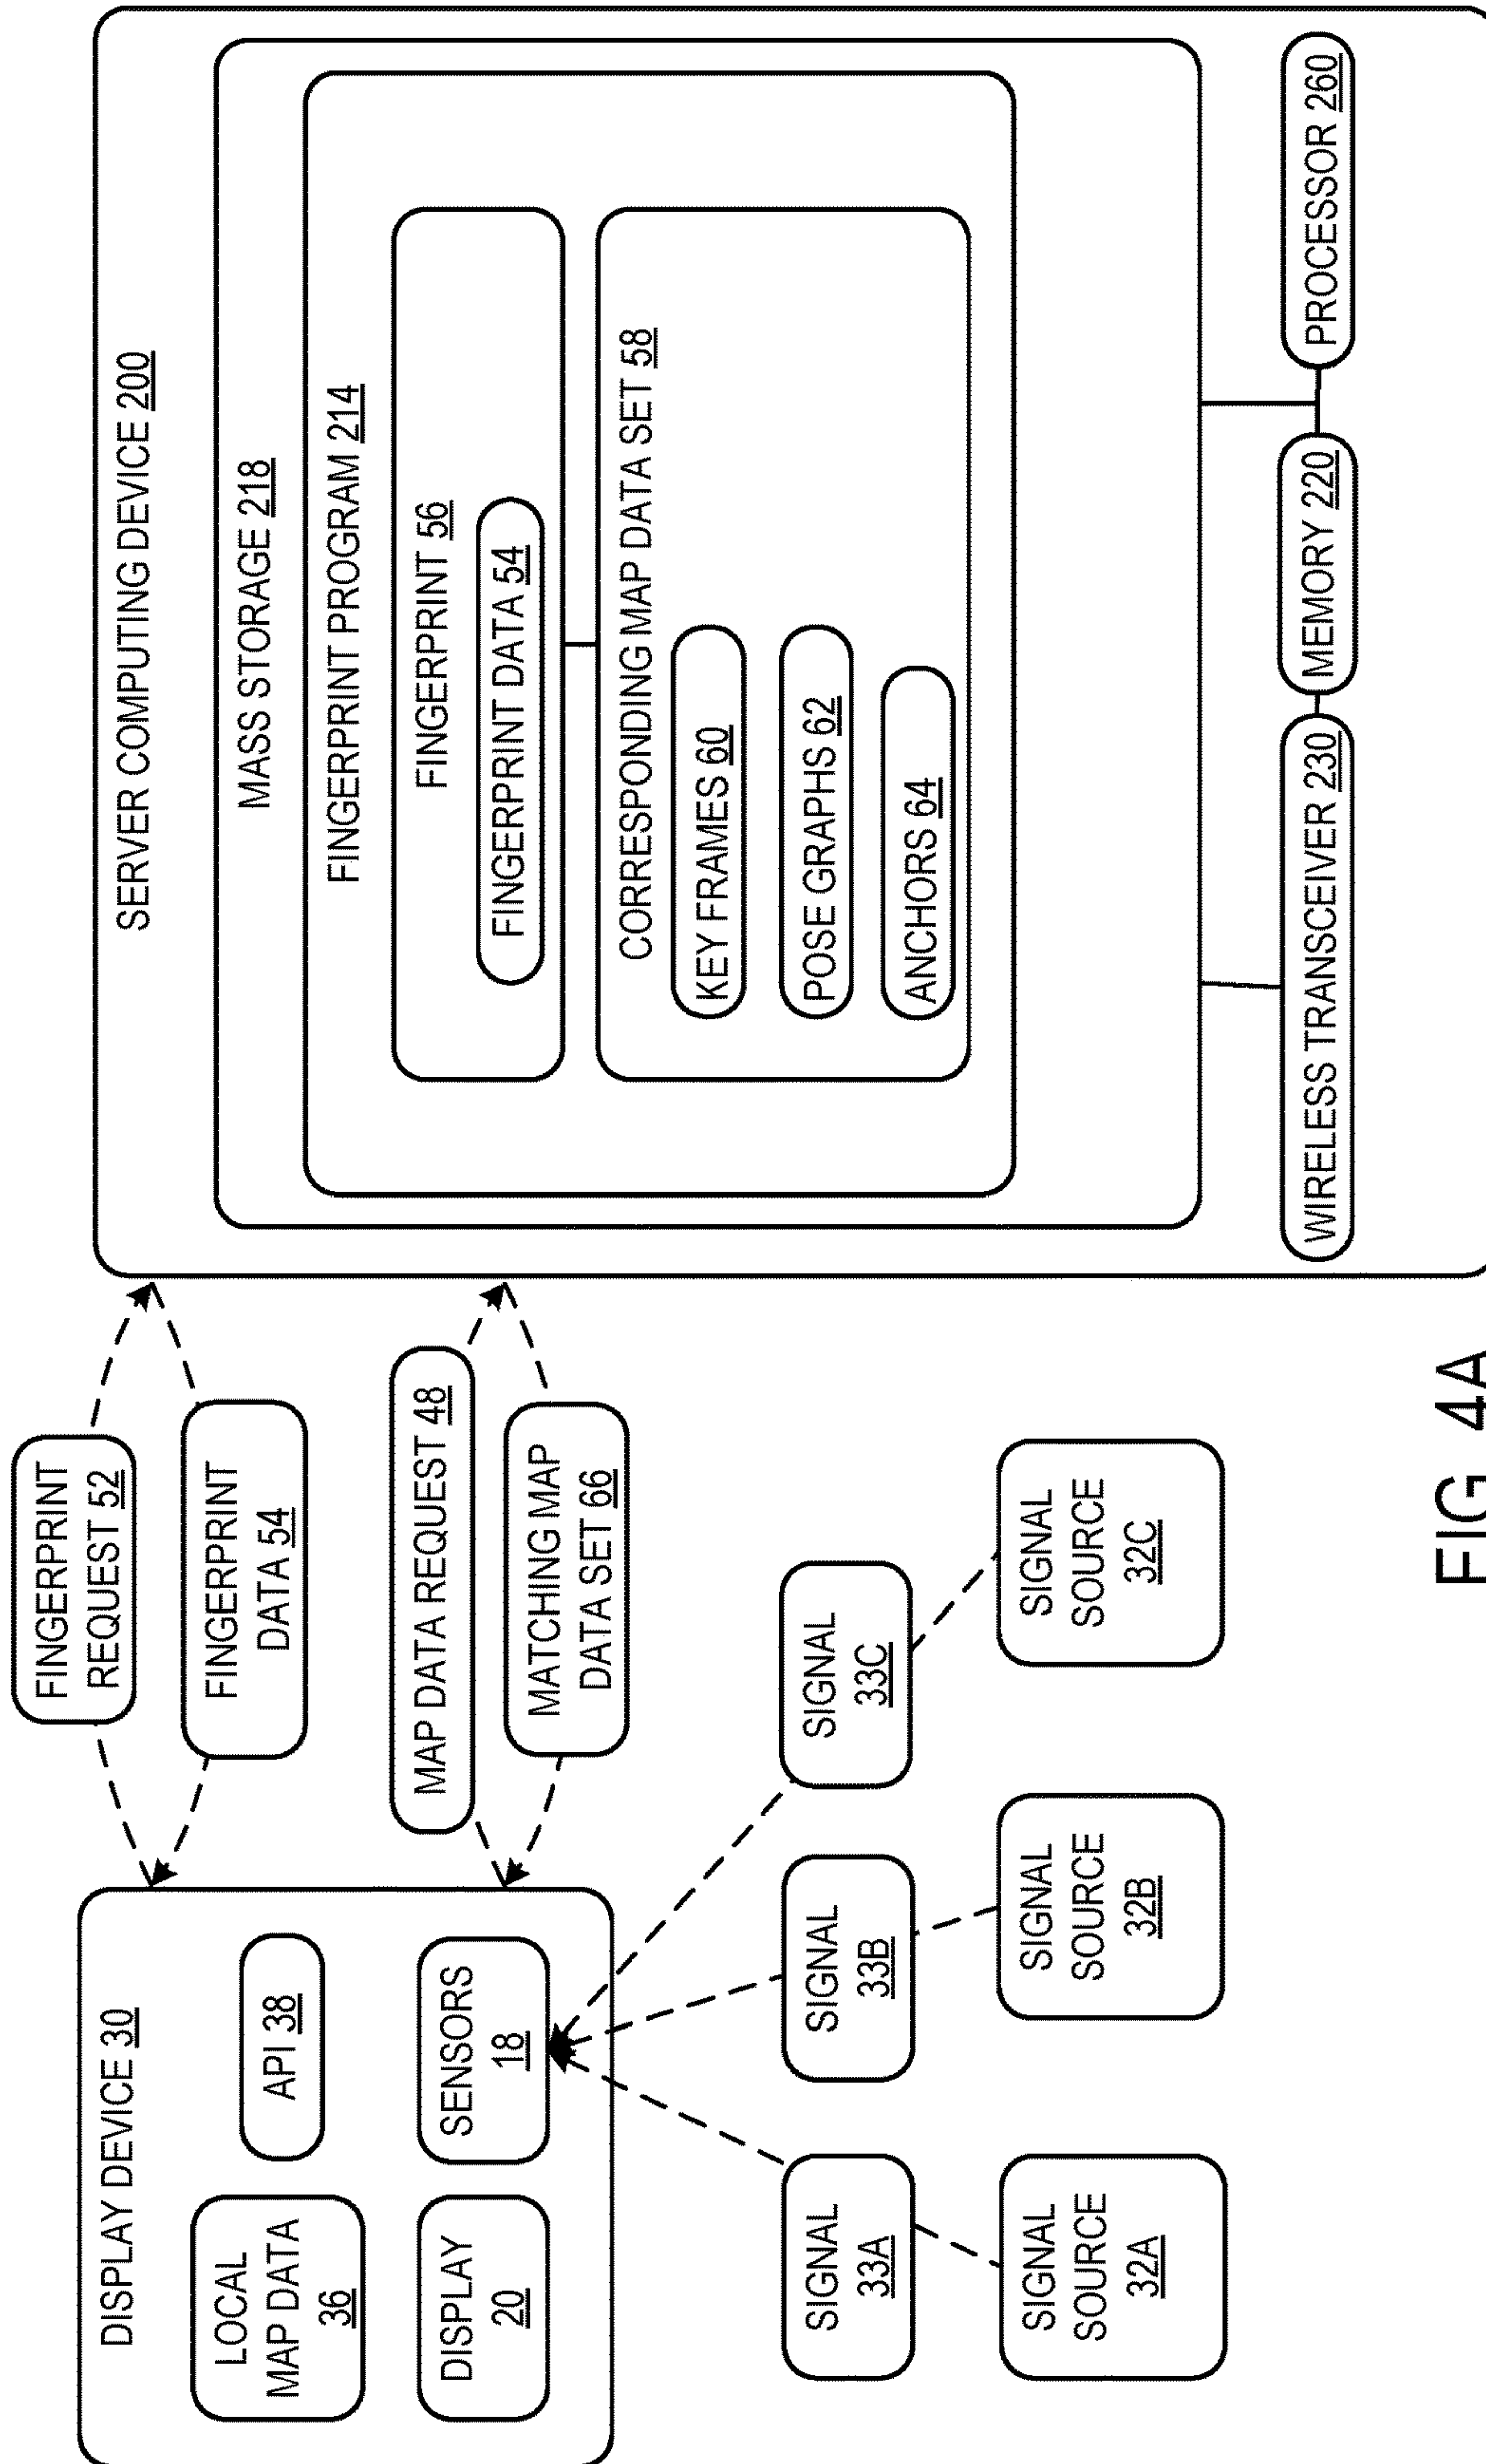 DISPLAY DEVICE 30
LOCAL
MAP DATA
36
API 38
DISPLAY
20
SENSORS
18
FINGERPRINT
REQUEST 52
FINGERPRINT
DATA 54
MAP DATA REQUEST 48
MATCHING MAP
DATA SET 66
SIGNAL
33A
SIGNAL
33B
SIGNAL
33C
SIGNAL
SOURCE
32A
SIGNAL
SOURCE
32B
SIGNAL
SOURCE
32C
SERVER COMPUTING DEVICE 200
MASS STORAGE 218
FINGERPRINT PROGRAM 214
FINGERPRINT 56
FINGERPRINT DATA 54
CORRESPONDING MAP DATA SET 58
KEY FRAMES 60
POSE GRAPHS 62
ANCHORS 64
WIRELESS TRANSCEIVER 230
MEMORY 220
PROCESSOR 260
FIG 4A